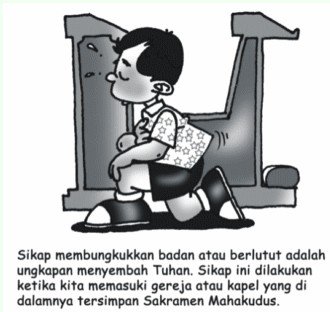 Sikap membungkukkan badan atau berlutut adalah
ungkapan menyembah Tuhan. Sikap ini dilakukan
ketika kita memasuki gereja atau kapel yang di
dalamnya tersimpan Sakramen Mahakudus.